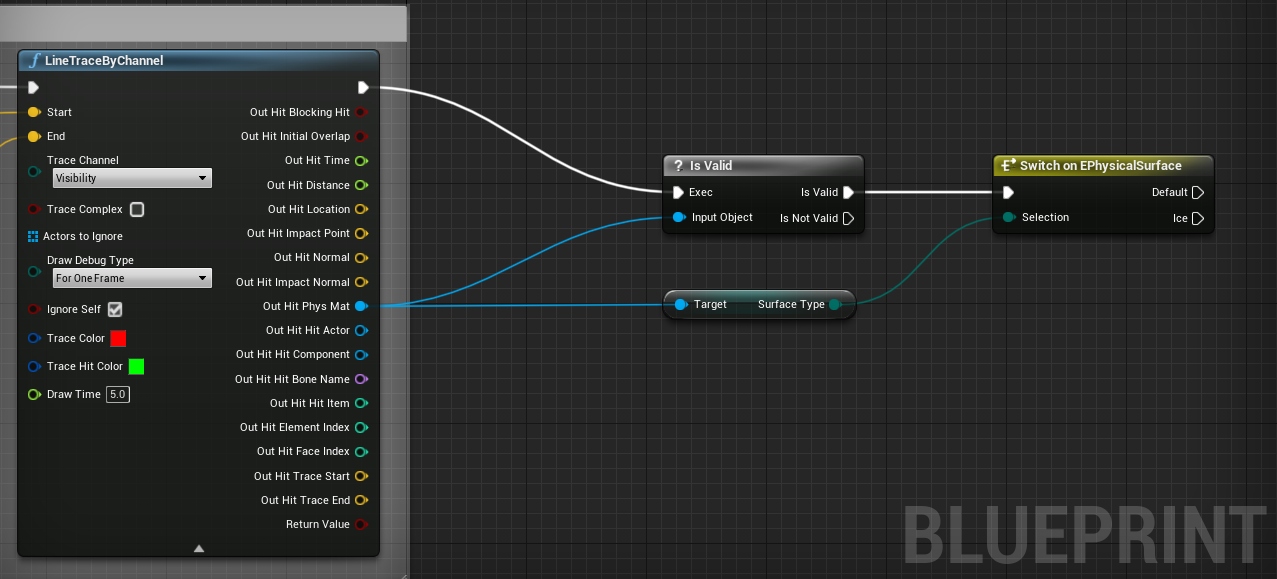 LineTraceByChannel
Start
End
Trace Channel
Visibility
Trace Complex
Actors to Ignore
Draw Debug Type
For One Frame
Ignore Self
Trace Color
Trace Hit Color
Draw Time 5.0
Out Hit Blocking Hit
Out Hit Initial Overlap
Out Hit Time
Out Hit Distance
Out Hit Location
Out Hit Impact Point
Out Hit Normal
Out Hit Impact Normal
Out Hit Phys Mat
Out Hit Hit Actor
Out Hit Hit Component
Out Hit Hit Bone Name
Out Hit Hit Item
Out Hit Element Index
Out Hit Face Index
Out Hit Trace Start
Out Hit Trace End
Return Value
? Is Valid
Exec
Input Object
Is Valid
Is Not Valid
Target Surface Type
Switch on EPhysicalSurface
Selection
Default
Ice
BLUEPRINT